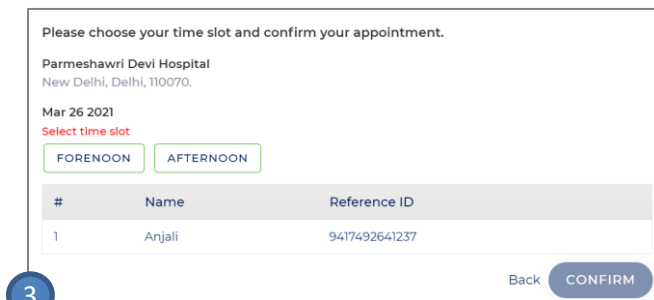 Please choose your time slot and confirm your appointment.
Parmeshawri Devi Hospital
New Delhi, Delhi, 110070.
Mar 26 2021
Select time slot
FORENOON AFTERNOON
# Name Reference ID
1 Anjali 9417492641237
Back CONFIRM
3